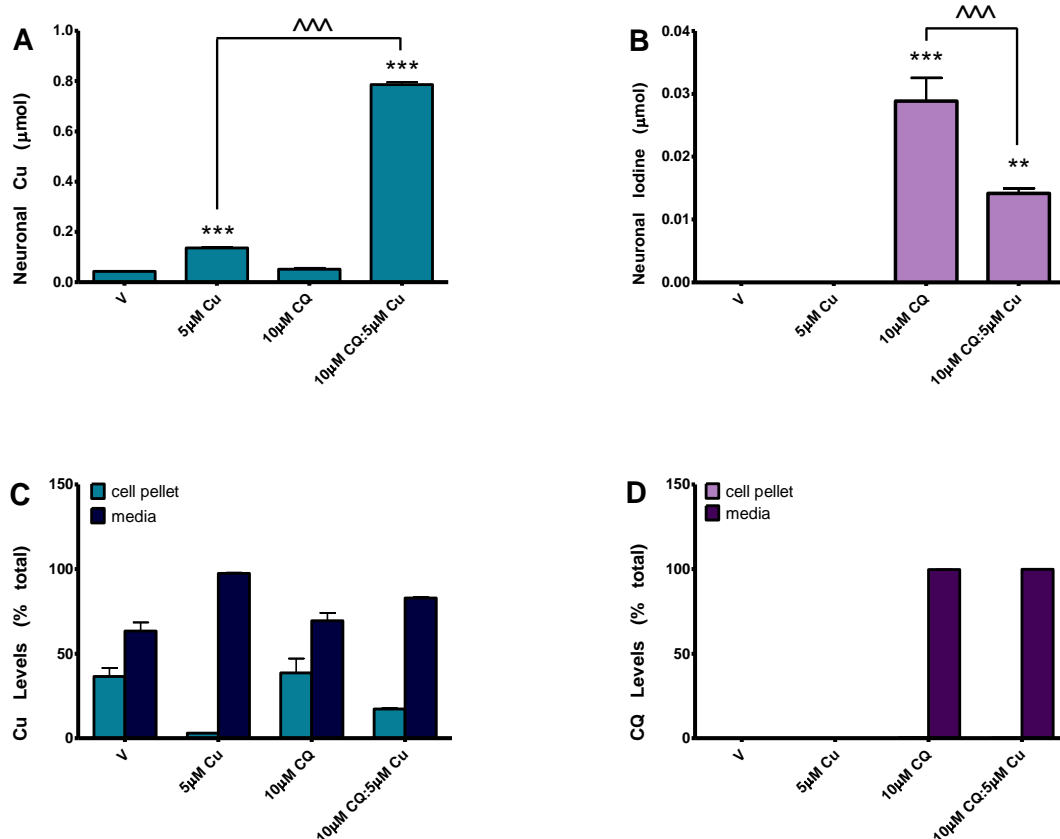 A
Neuronal Cu (μmol)
1.0
0.8
0.6
0.4
0.2
0.0
^^^
***
***
V
5μM Cu
10μM CQ
10μM CQ:5μM Cu
B
Neuronal Iodine (μmol)
0.04
0.03
0.02
0.01
0.00
^^^
***
**
V
5μM Cu
10μM CQ
10μM CQ:5μM Cu
C
Cu Levels (% total)
150
100
50
0
cell pellet
media
V
5μM Cu
10μM CQ
10μM CQ:5μM Cu
D
CQ Levels (% total)
150
100
50
0
cell pellet
media
V
5μM Cu
10μM CQ
10μM CQ:5μM Cu